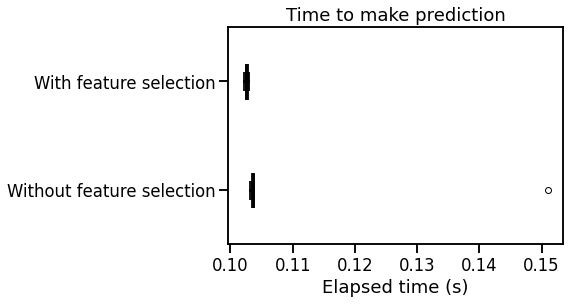 Time to make prediction
With feature selection
Without feature selection
0.10 0.11 0.12 0.13 0.14 0.15
Elapsed time (s)